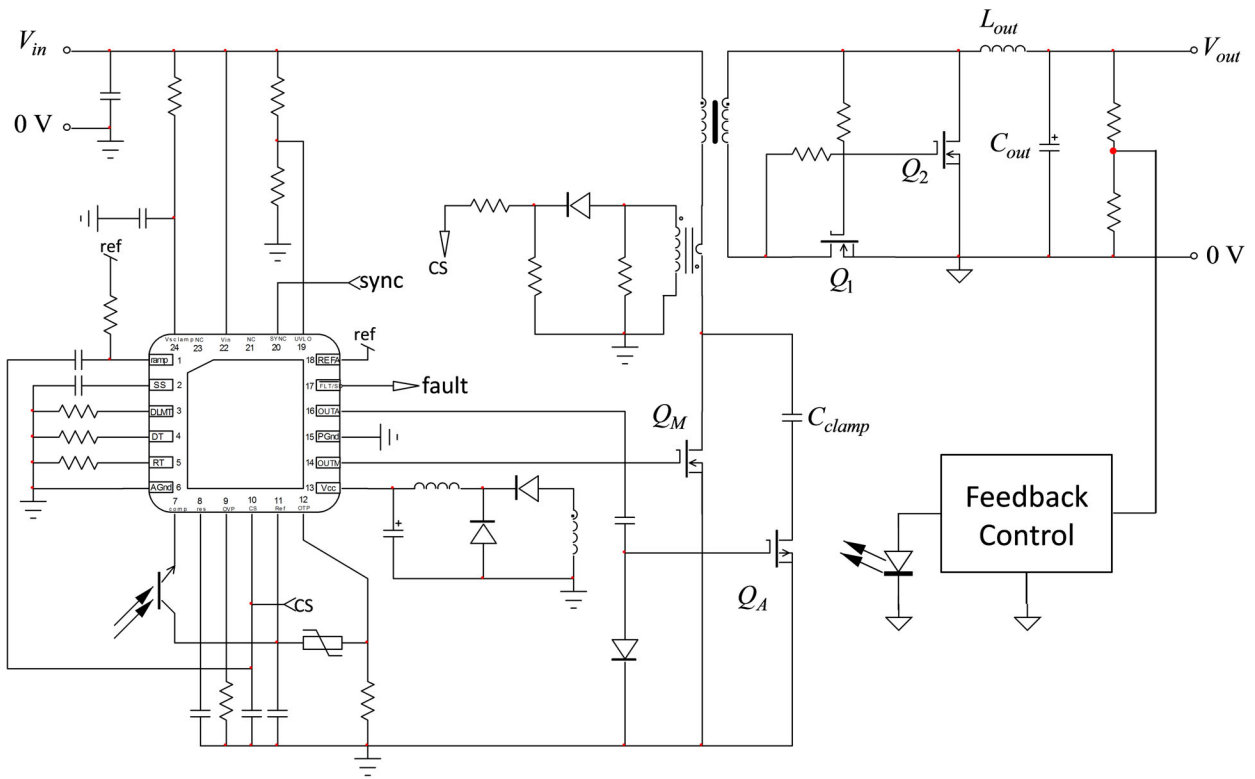 V_in
0 V
L_out
V_out
C_out
Q_2
Q_1
0 V
ref
CS
sync
ref
Vsclamp NC Vin NC SYNC UVLO
24 23 22 21 20 19
ramp 1
SS 2
DLMT 3
DT 4
RT 5
AGnd 6
18 REFA
17 FLT/SD
16 OUTA
15 PGnd
14 OUTM
13 Vcc
7 8 9 10 11 12
comp res OVP CS Ref OTP
fault
Q_M
C_clamp
Q_A
CS
Feedback
Control